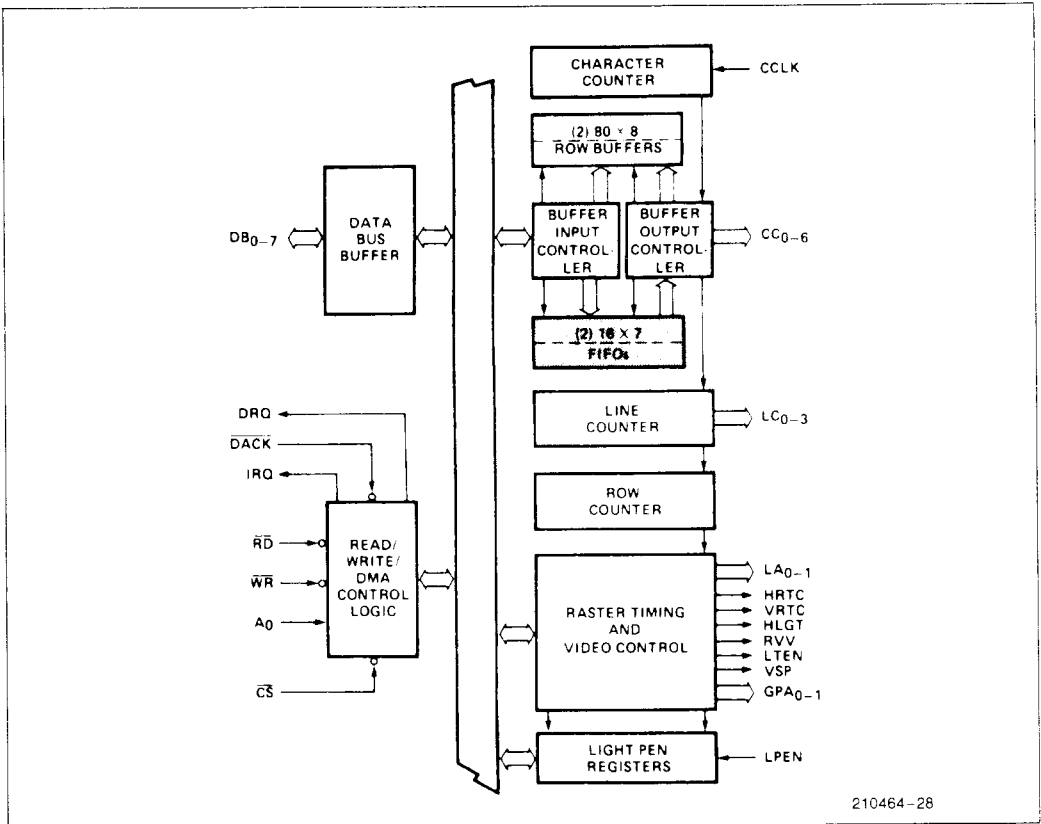 CHARACTER
COUNTER
CCLK
(2) 80 × 8
ROW BUFFERS
DATA
BUS
BUFFER
DB0–7
BUFFER
INPUT
CONTROL-
LER
BUFFER
OUTPUT
CONTROL-
LER
CC0–6
(2) 16 × 7
FIFOs
LINE
COUNTER
LC0–3
DRQ
DACK
IRQ
ROW
COUNTER
RD
WR
A0
CS
READ/
WRITE/
DMA
CONTROL
LOGIC
RASTER TIMING
AND
VIDEO CONTROL
LA0–1
HRTC
VRTC
HLGT
RVV
LTEN
VSP
GPA0–1
LIGHT PEN
REGISTERS
LPEN
210464–28